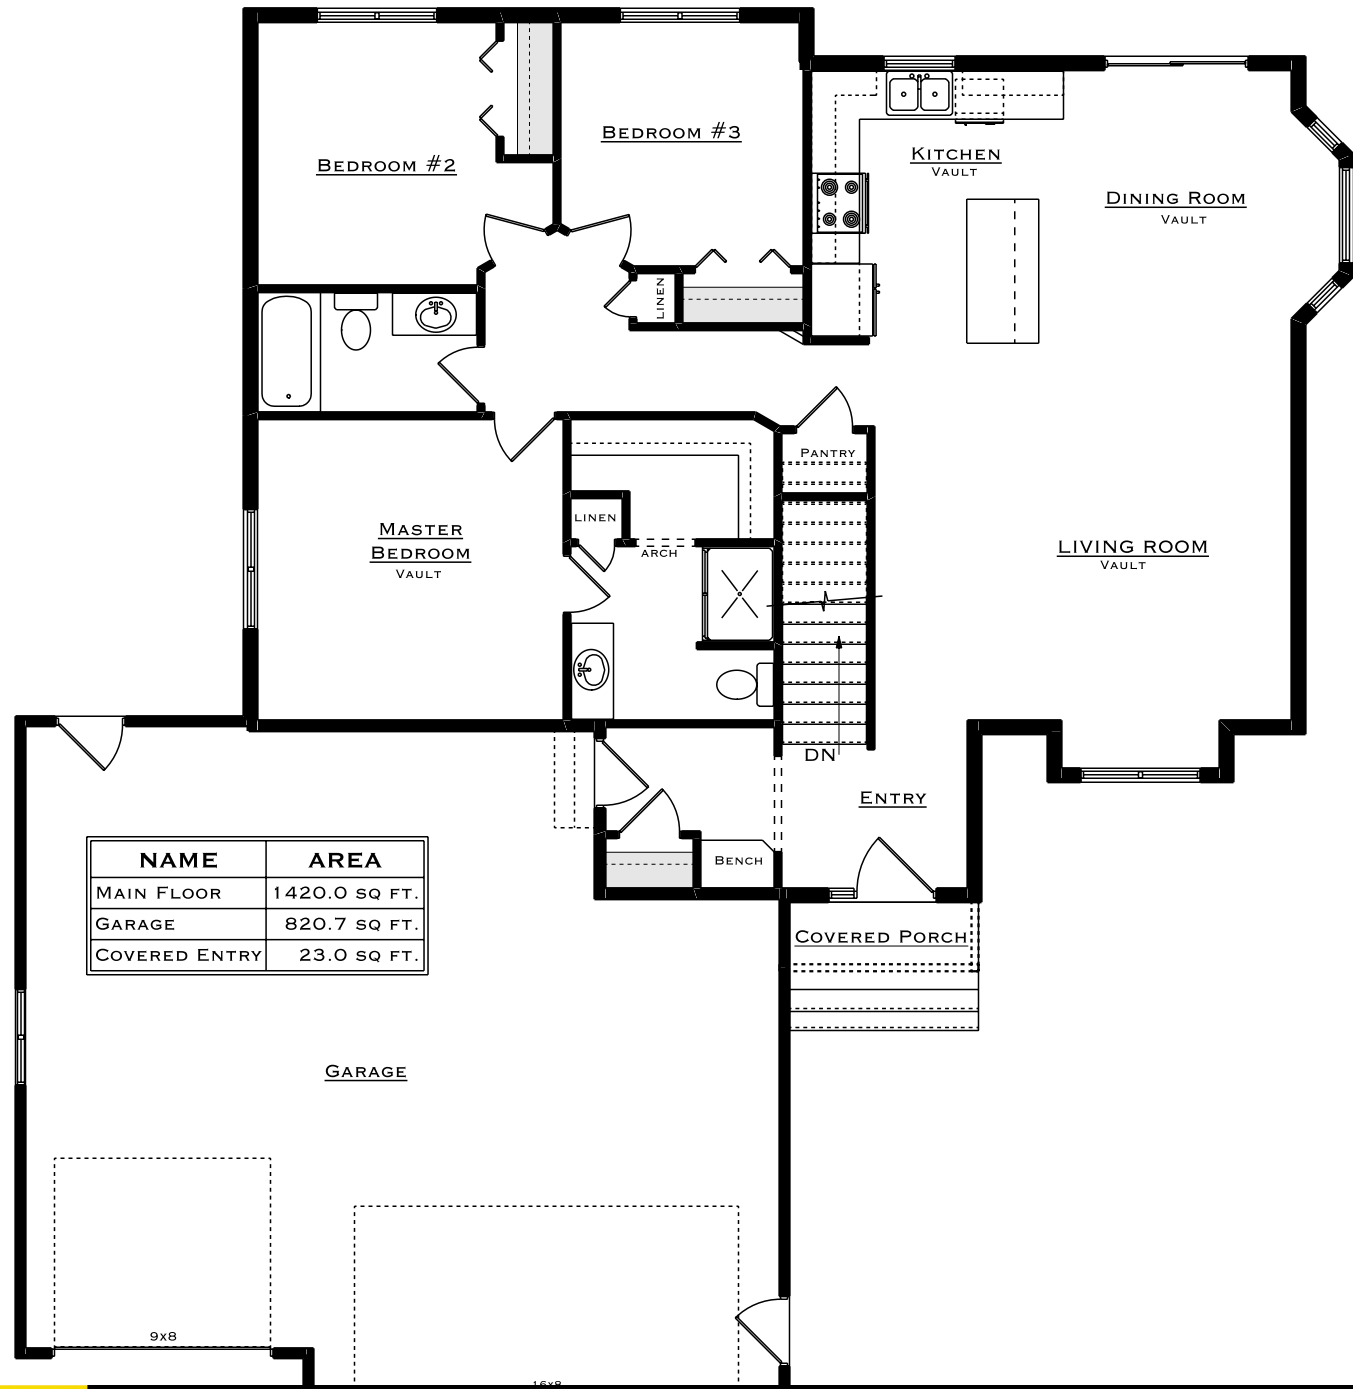 BEDROOM #3
BEDROOM #2
KITCHEN
VAULT
DINING ROOM
VAULT
LINEN
PANTRY
LINEN
MASTER
BEDROOM
VAULT
ARCH
LIVING ROOM
VAULT
DN
ENTRY
BENCH
NAME AREA
MAIN FLOOR 1420.0 SQ FT.
GARAGE 820.7 SQ FT.
COVERED ENTRY 23.0 SQ FT.
COVERED PORCH
GARAGE
9x8
16x8